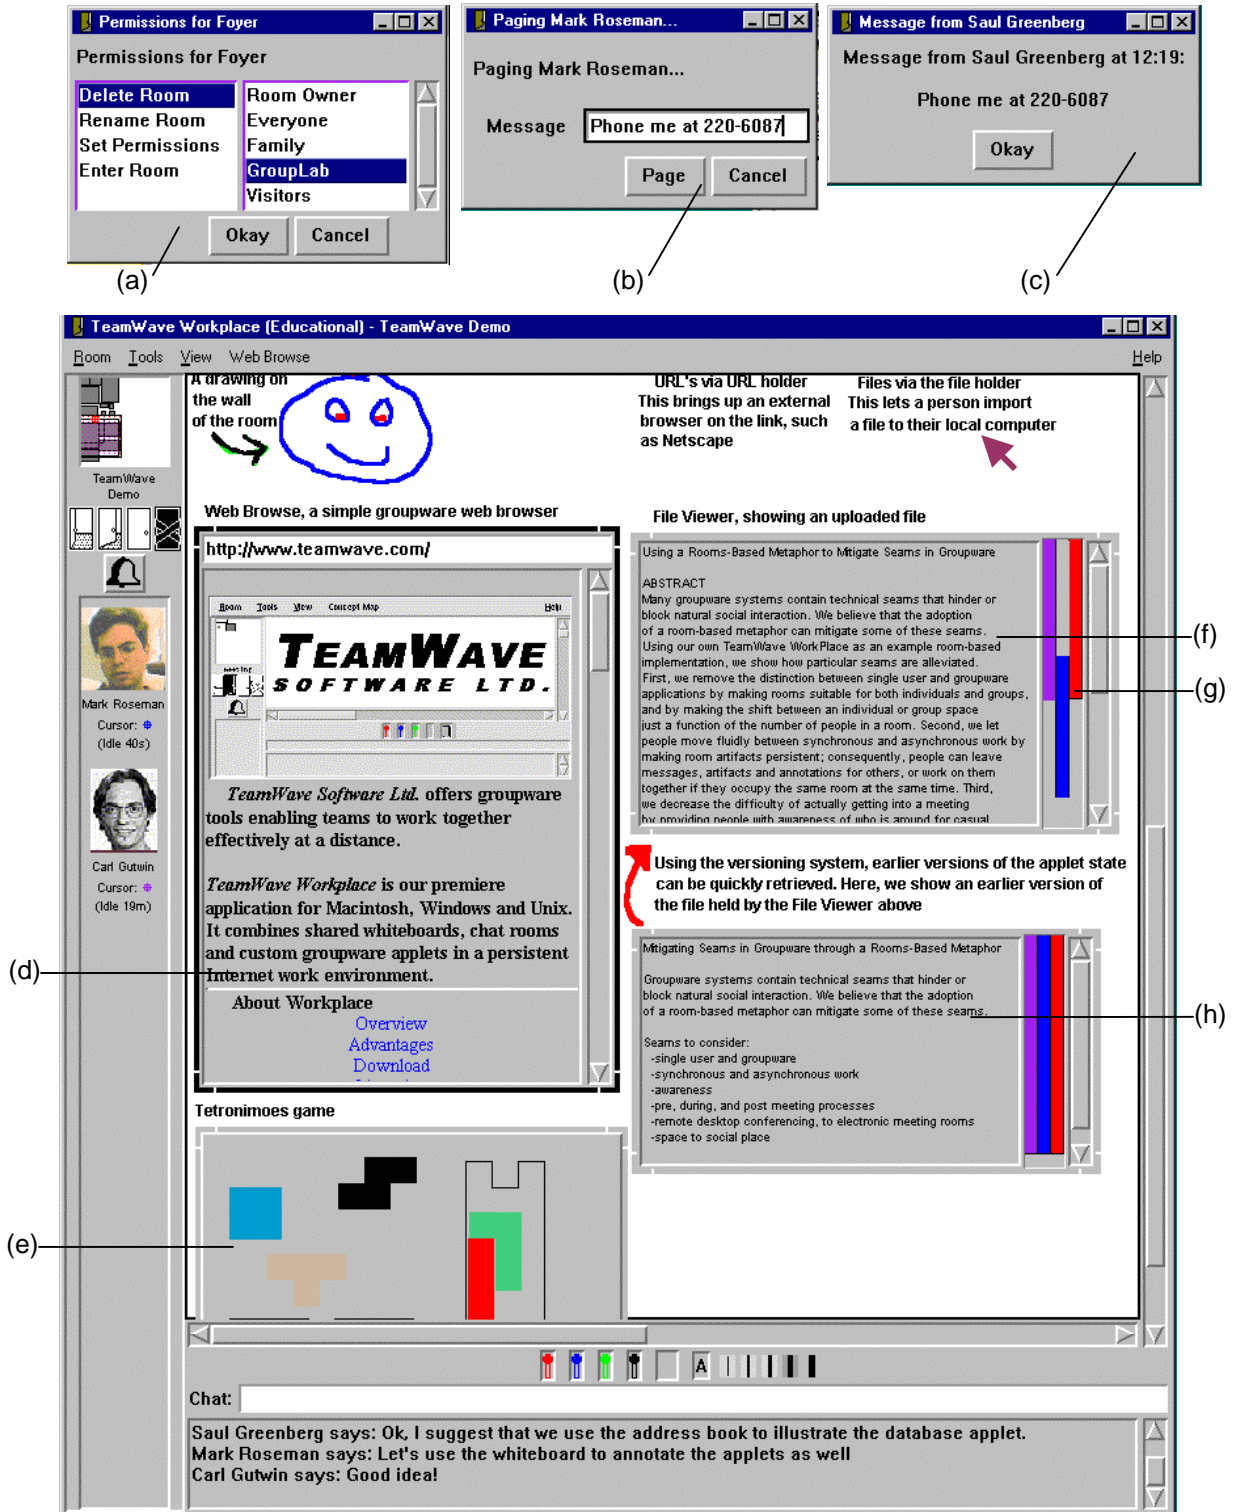 Permissions for Foyer
Permissions for Foyer
Delete Room
Rename Room
Set Permissions
Enter Room
Room Owner
Everyone
Family
GroupLab
Visitors
Okay
Cancel
(a)
Paging Mark Roseman...
Paging Mark Roseman...
Message
Phone me at 220-6087
Page
Cancel
(b)
Message from Saul Greenberg
Message from Saul Greenberg at 12:19:
Phone me at 220-6087
Okay
(c)
TeamWave Workplace (Educational) - TeamWave Demo
Room Tools View Web Browse Help
TeamWave
Demo
Mark Roseman
Cursor:
(Idle 40s)
Carl Gutwin
Cursor:
(Idle 19m)
A drawing on
the wall
of the room
URL's via URL holder
This brings up an external
browser on the link, such
as Netscape
Files via the file holder
This lets a person import
a file to their local computer
Web Browse, a simple groupware web browser
http://www.teamwave.com/
Room Tools View Concept Map Help
TEAMWAVE
SOFTWARE LTD.
TeamWave Software Ltd. offers groupware
tools enabling teams to work together
effectively at a distance.
TeamWave Workplace is our premiere
application for Macintosh, Windows and Unix.
It combines shared whiteboards, chat rooms
and custom groupware applets in a persistent
Internet work environment.
About Workplace
Overview
Advantages
Download
(d)
Tetronimoes game
(e)
File Viewer, showing an uploaded file
Using a Rooms-Based Metaphor to Mitigate Seams in Groupware
ABSTRACT
Many groupware systems contain technical seams that hinder or
block natural social interaction. We believe that the adoption
of a room-based metaphor can mitigate some of these seams.
Using our own TeamWave WorkPlace as an example room-based
implementation, we show how particular seams are alleviated.
First, we remove the distinction between single user and groupware
applications by making rooms suitable for both individuals and groups,
and by making the shift between an individual or group space
just a function of the number of people in a room. Second, we let
people move fluidly between synchronous and asynchronous work by
making room artifacts persistent; consequently, people can leave
messages, artifacts and annotations for others, or work on them
together if they occupy the same room at the same time. Third,
we decrease the difficulty of actually getting into a meeting
by providing people with awareness of who is around for casual
(f)
(g)
Using the versioning system, earlier versions of the applet state
can be quickly retrieved. Here, we show an earlier version of
the file held by the File Viewer above
Mitigating Seams in Groupware through a Rooms-Based Metaphor
Groupware systems contain technical seams that hinder or
block natural social interaction. We believe that the adoption
of a room-based metaphor can mitigate some of these seams.
Seams to consider:
-single user and groupware
-synchronous and asynchronous work
-awareness
-pre, during, and post meeting processes
-remote desktop conferencing, to electronic meeting rooms
-space to social place
(h)
A
Chat:
Saul Greenberg says: Ok, I suggest that we use the address book to illustrate the database applet.
Mark Roseman says: Let's use the whiteboard to annotate the applets as well
Carl Gutwin says: Good idea!